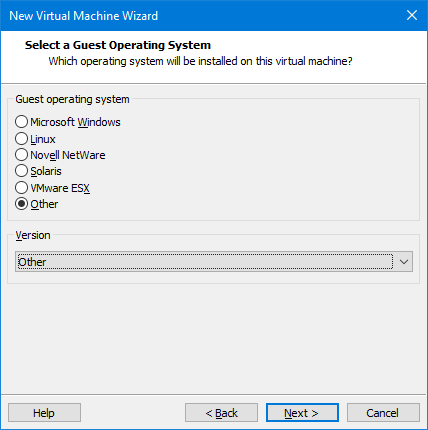 New Virtual Machine Wizard
Select a Guest Operating System
Which operating system will be installed on this virtual machine?
Guest operating system
Microsoft Windows
Linux
Novell NetWare
Solaris
VMware ESX
Other
Version
Other
Help
< Back
Next >
Cancel